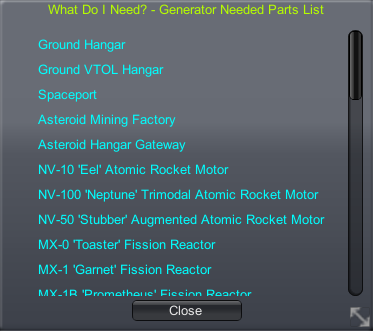 What Do I Need? - Generator Needed Parts List
Ground Hangar
Ground VTOL Hangar
Spaceport
Asteroid Mining Factory
Asteroid Hangar Gateway
NV-10 'Eel' Atomic Rocket Motor
NV-100 'Neptune' Trimodal Atomic Rocket Motor
NV-50 'Stubber' Augmented Atomic Rocket Motor
MX-0 'Toaster' Fission Reactor
MX-1 'Garnet' Fission Reactor
MX-1B 'Prometheus' Fission Reactor
Close